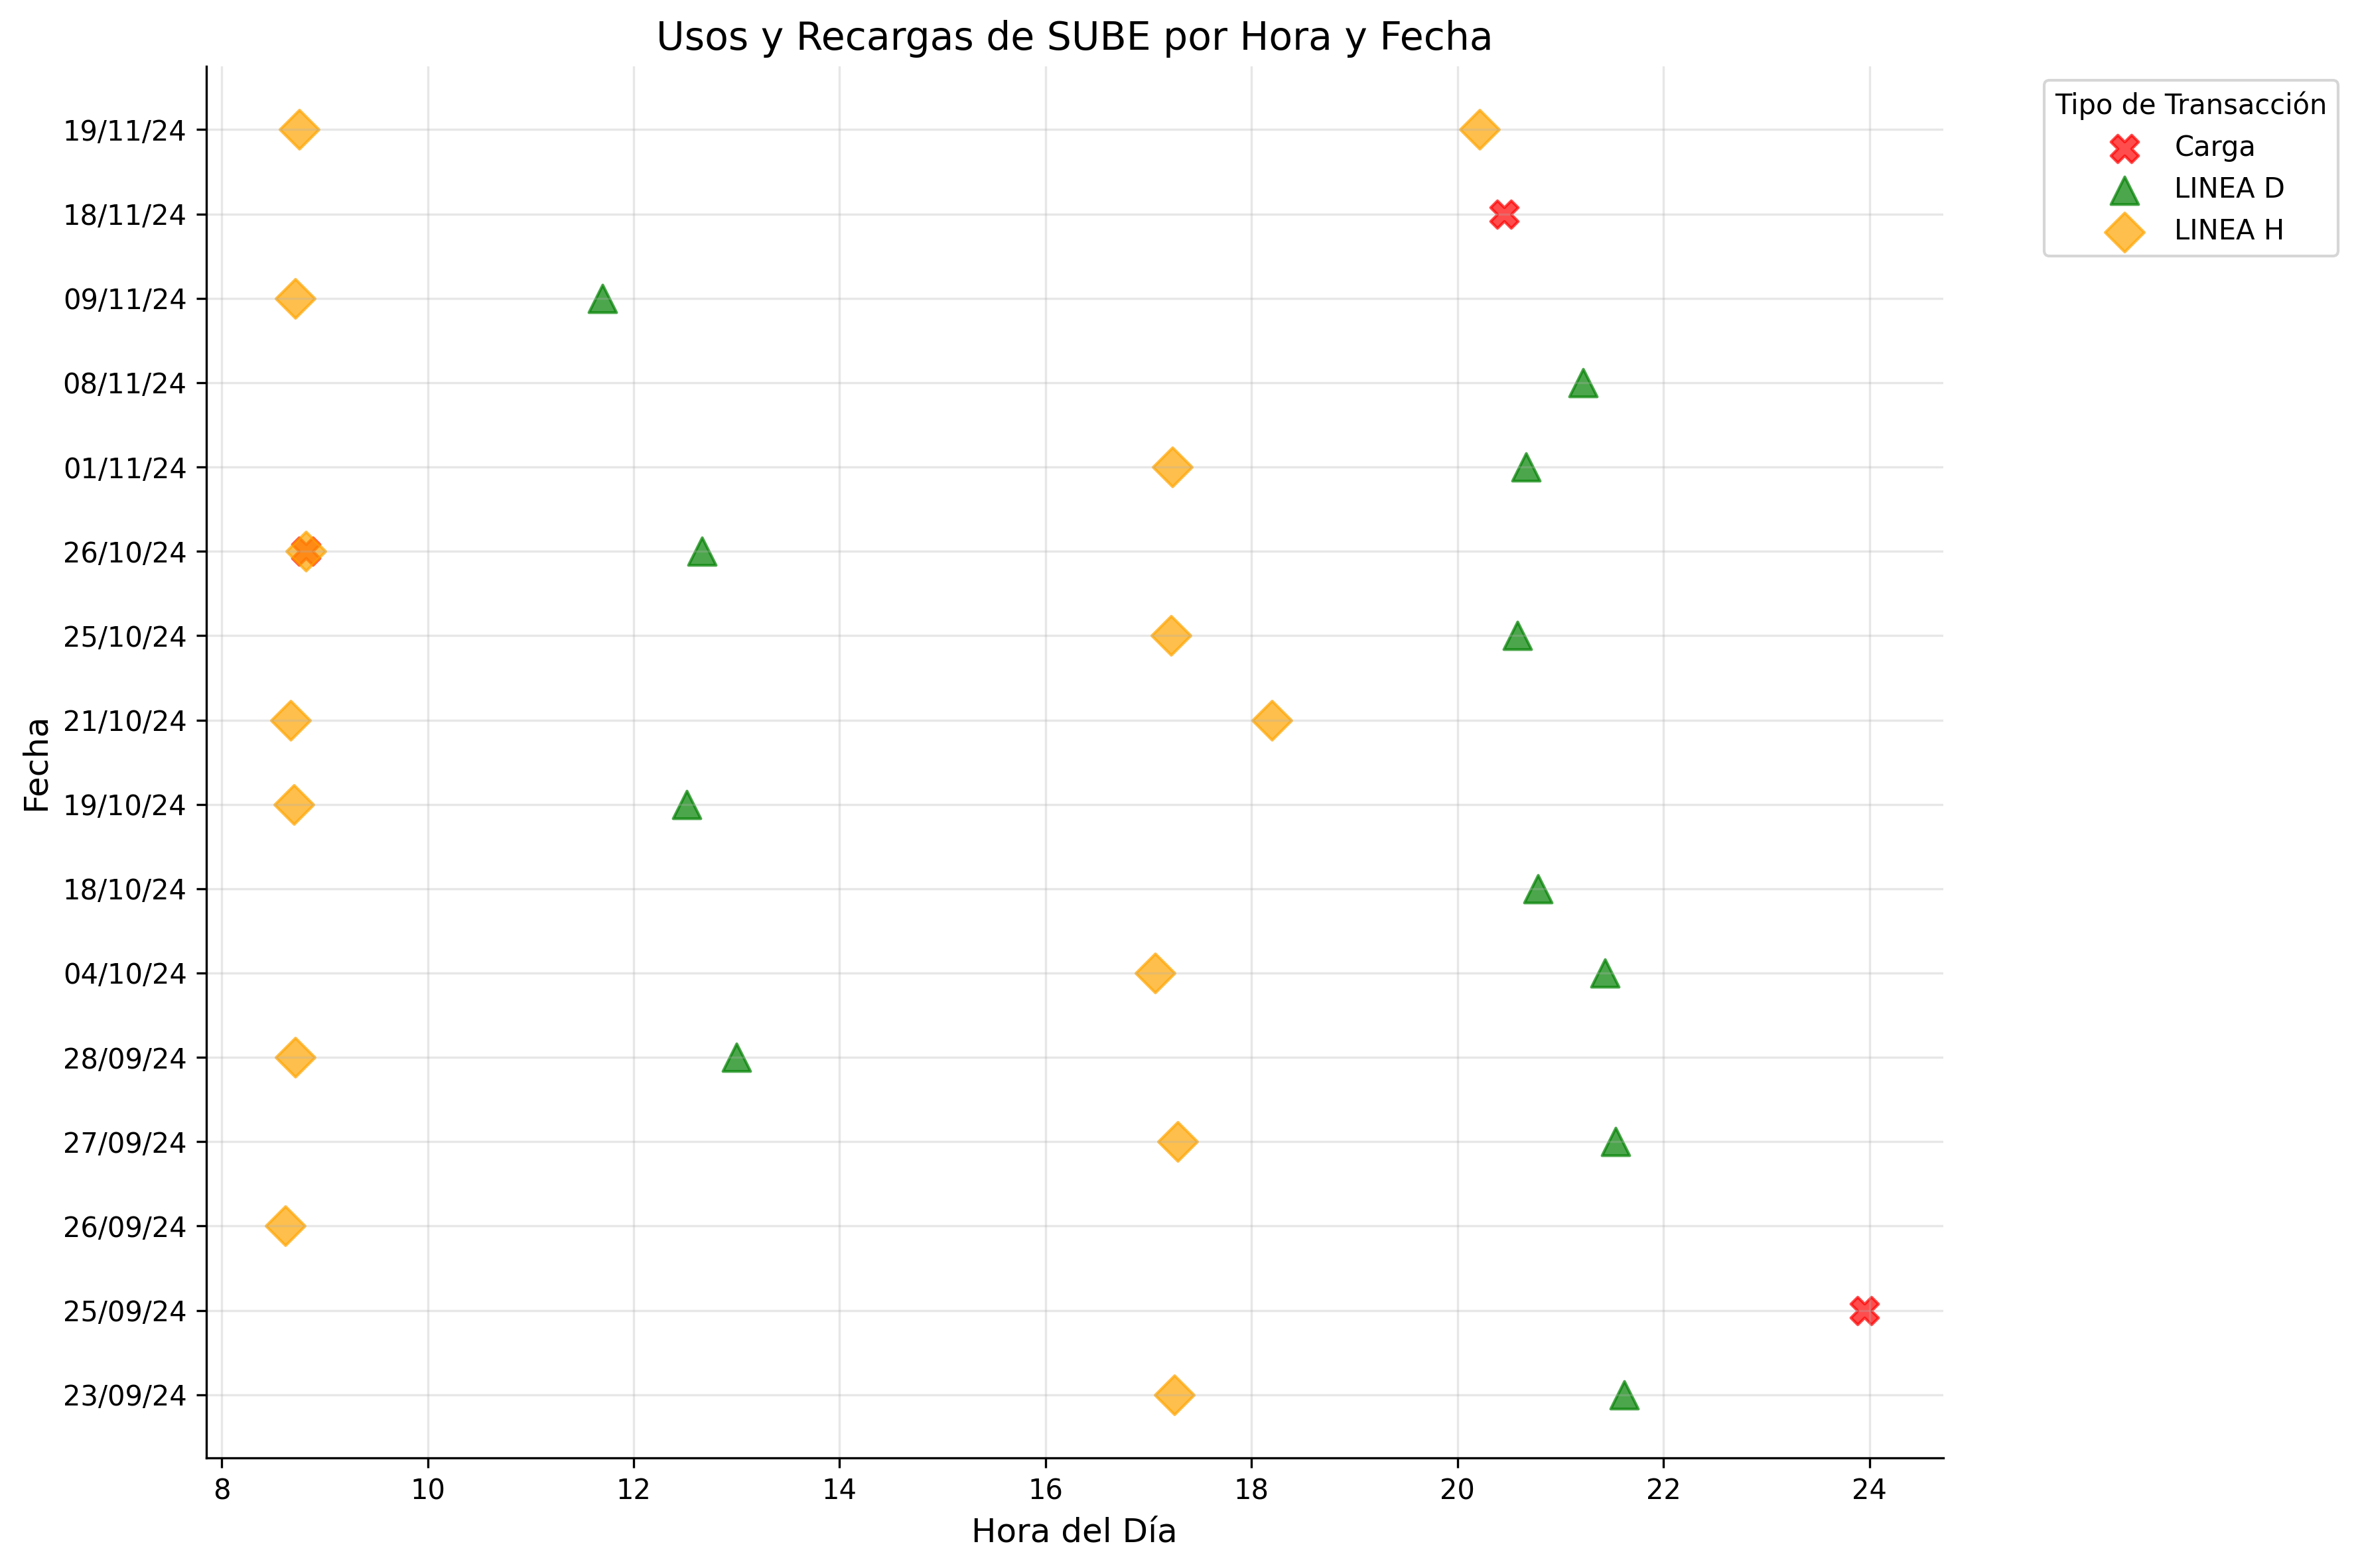 Usos y Recargas de SUBE por Hora y Fecha
Tipo de Transacción
Carga
LINEA D
LINEA H
Fecha
19/11/24
18/11/24
09/11/24
08/11/24
01/11/24
26/10/24
25/10/24
21/10/24
19/10/24
18/10/24
04/10/24
28/09/24
27/09/24
26/09/24
25/09/24
23/09/24
8 10 12 14 16 18 20 22 24
Hora del Día